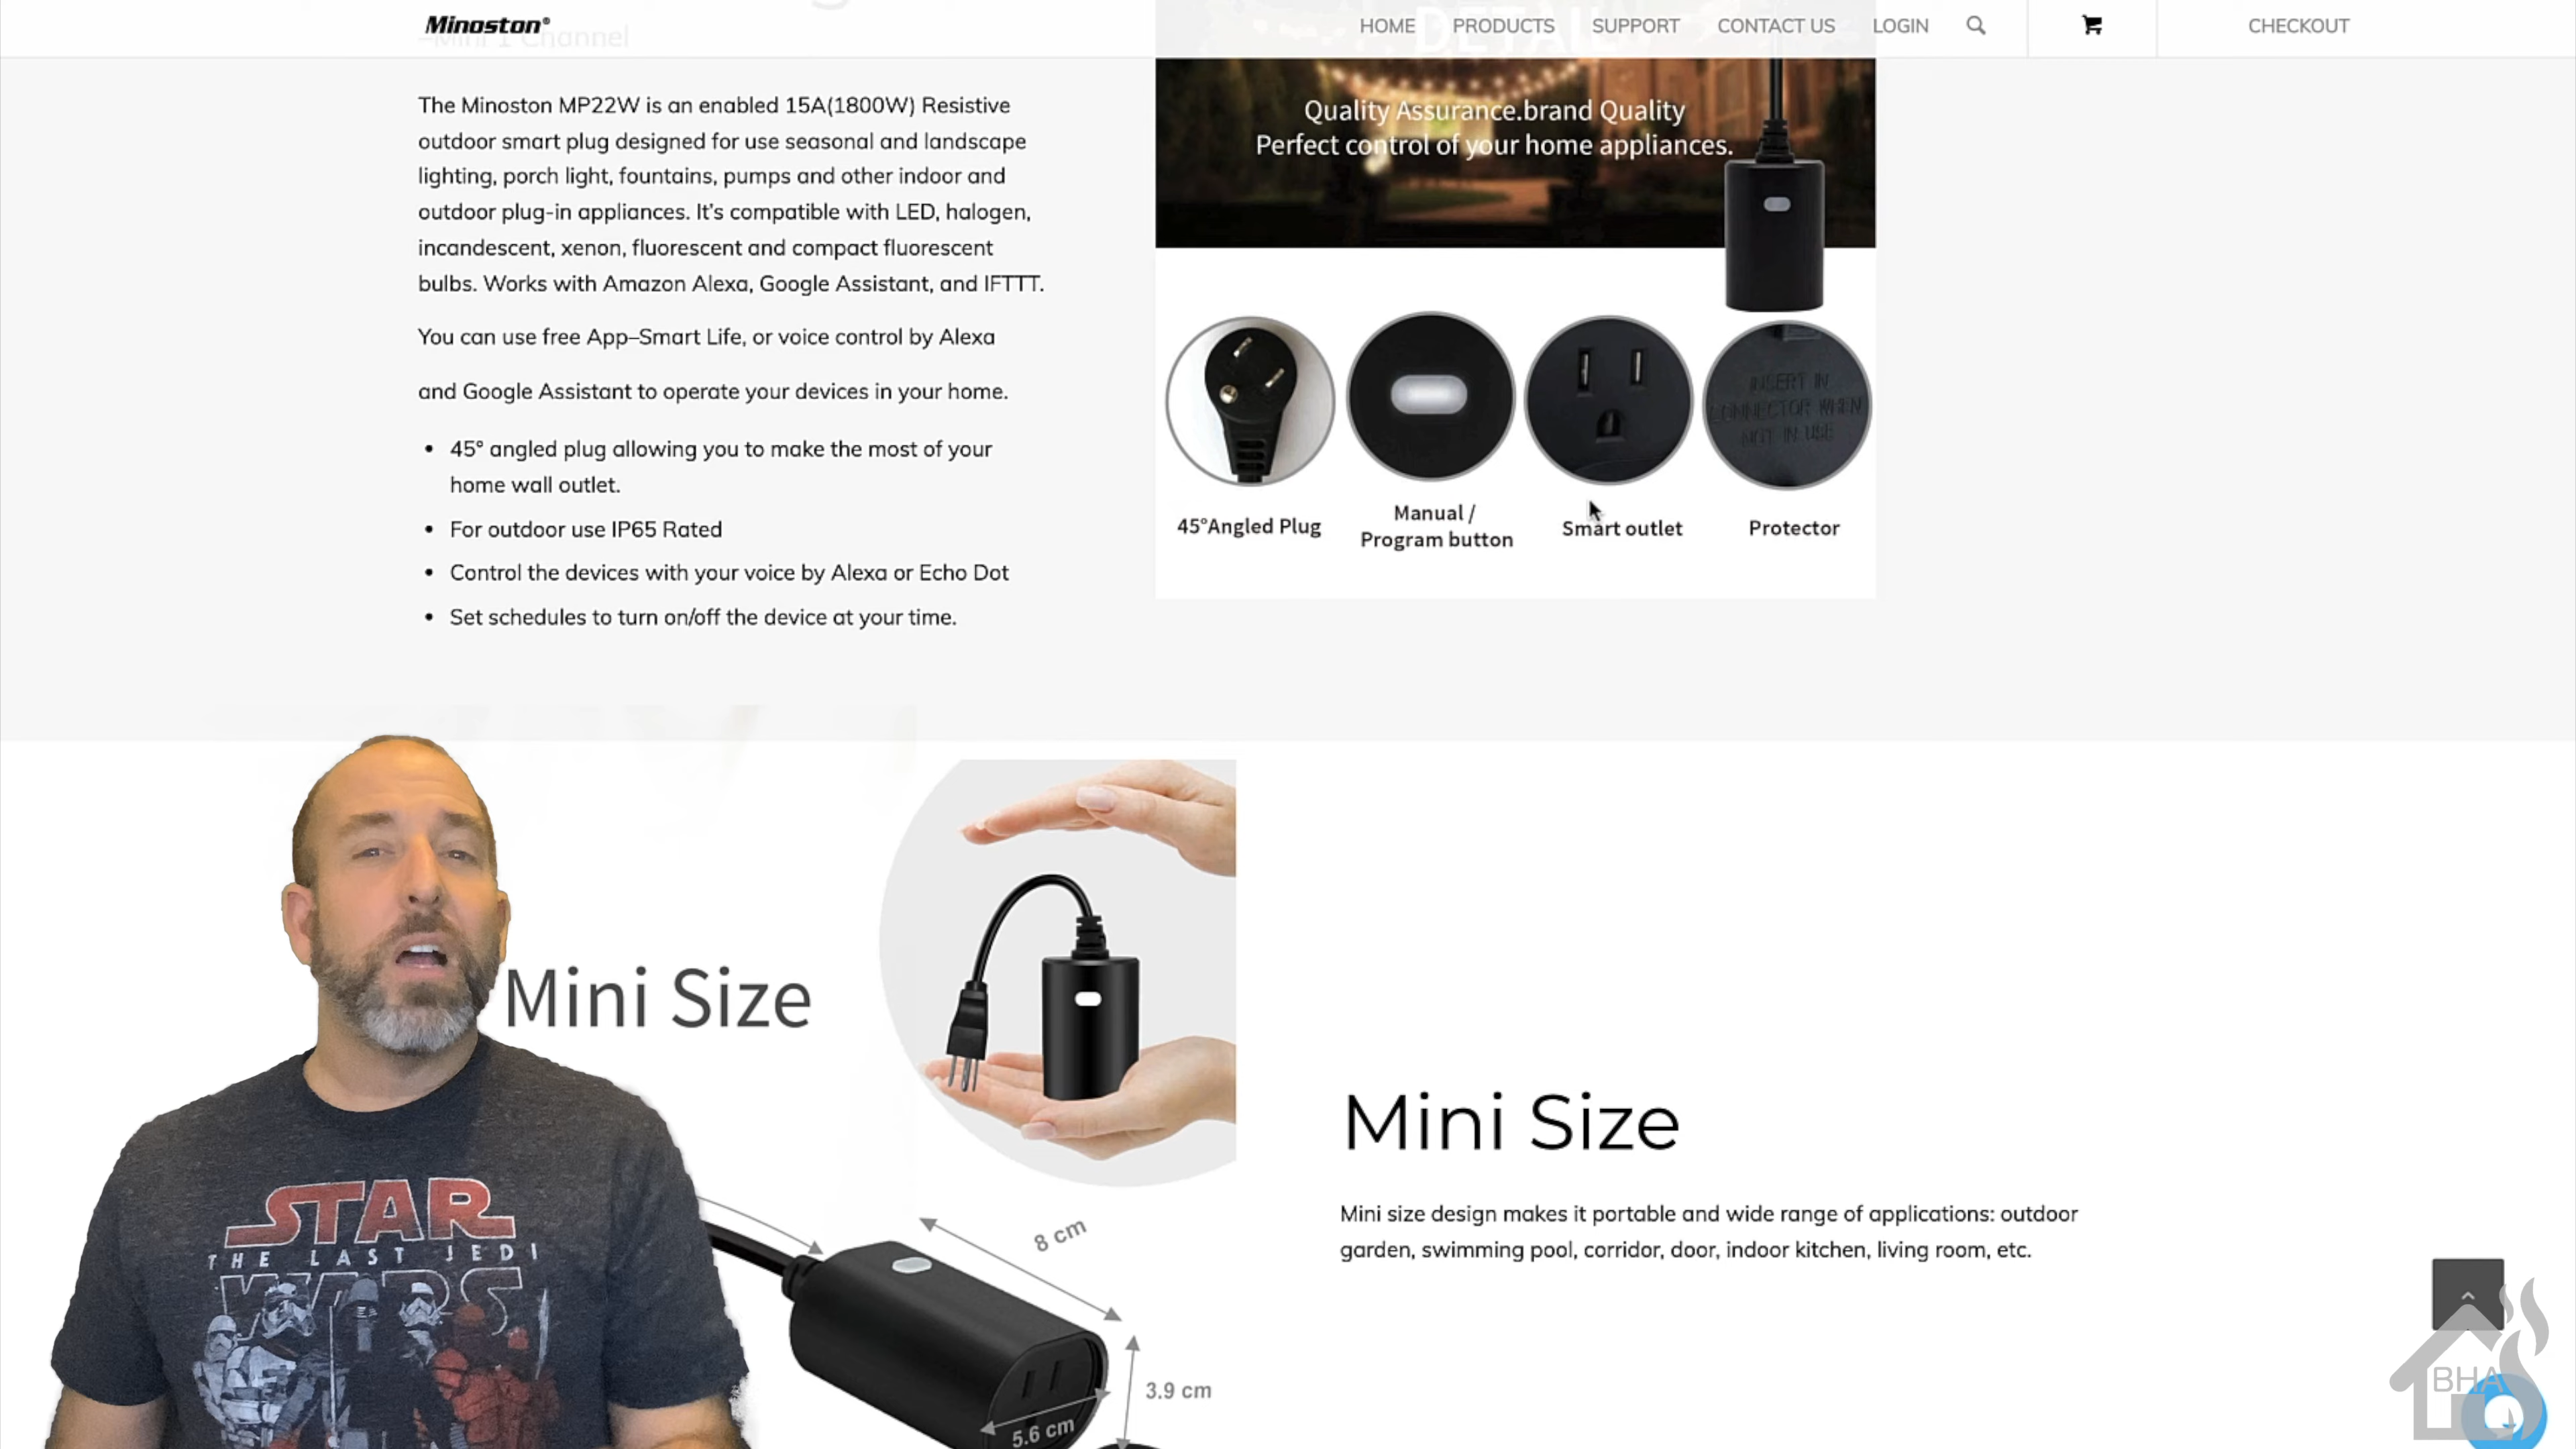 Minoston®
HOME PRODUCTS SUPPORT CONTACT US LOGIN CHECKOUT
–Mini 1 Channel
The Minoston MP22W is an enabled 15A(1800W) Resistive
outdoor smart plug designed for use seasonal and landscape
lighting, porch light, fountains, pumps and other indoor and
outdoor plug-in appliances. It's compatible with LED, halogen,
incandescent, xenon, fluorescent and compact fluorescent
bulbs. Works with Amazon Alexa, Google Assistant, and IFTTT.
You can use free App–Smart Life, or voice control by Alexa
and Google Assistant to operate your devices in your home.
• 45° angled plug allowing you to make the most of your
home wall outlet.
• For outdoor use IP65 Rated
• Control the devices with your voice by Alexa or Echo Dot
• Set schedules to turn on/off the device at your time.
DETAIL
Quality Assurance.brand Quality
Perfect control of your home appliances.
INSERT IN
CONNECTOR WHEN
NOT IN USE
45°Angled Plug
Manual /
Program button
Smart outlet
Protector
Mini Size
8 cm
3.9 cm
5.6 cm
Mini Size
Mini size design makes it portable and wide range of applications: outdoor
garden, swimming pool, corridor, door, indoor kitchen, living room, etc.
STAR
THE LAST JEDI
WARS
BHA